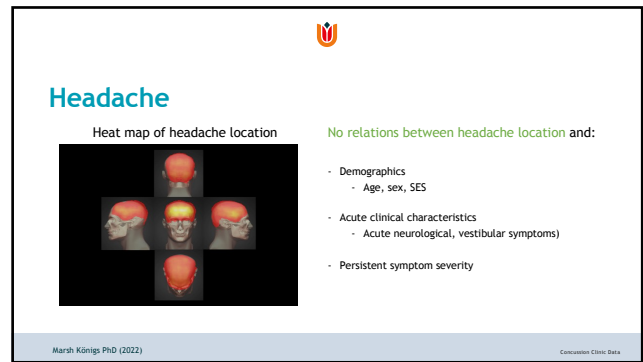 Headache
Heat map of headache location
No relations between headache location and:
- Demographics
- Age, sex, SES
- Acute clinical characteristics
- Acute neurological, vestibular symptoms)
- Persistent symptom severity
Marsh Königs PhD (2022)
Concussion Clinic Data